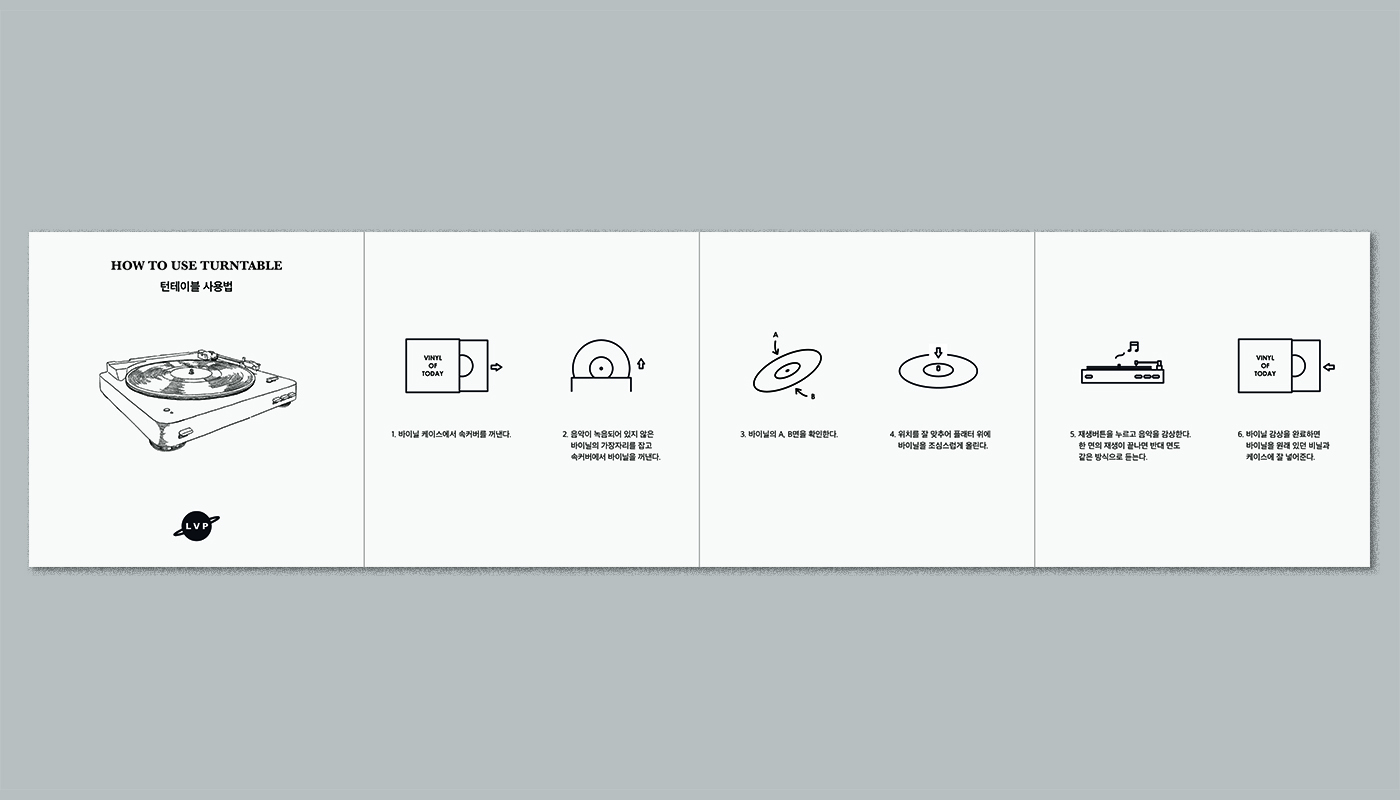 HOW TO USE TURNTABLE
턴테이블 사용법
LVP
VINYL
OF
TODAY
1. 바이닐 케이스에서 속커버를 꺼낸다.
2. 음악이 녹음되어 있지 않은
바이닐의 가장자리를 잡고
속커버에서 바이닐을 꺼낸다.
A
B
3. 바이닐의 A, B면을 확인한다.
4. 위치를 잘 맞추어 플래터 위에
바이닐을 조심스럽게 올린다.
5. 재생버튼을 누르고 음악을 감상한다.
한 면의 재생이 끝나면 반대 면도
같은 방식으로 듣는다.
VINYL
OF
TODAY
6. 바이닐 감상을 완료하면
바이닐을 원래 있던 비닐과
케이스에 잘 넣어준다.